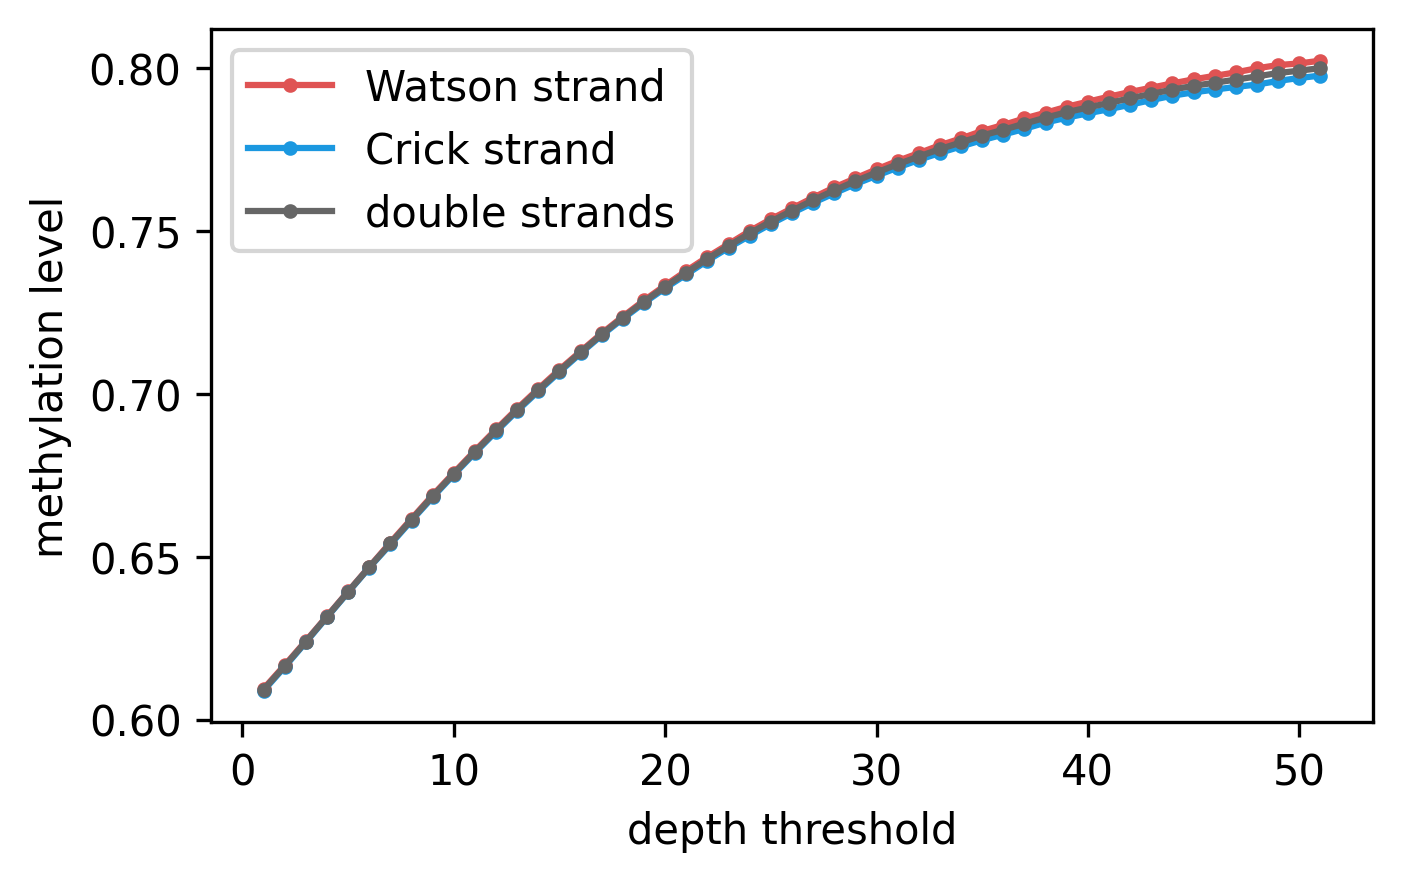 Watson strand
Crick strand
double strands
methylation level
0.80
0.75
0.70
0.65
0.60
0 10 20 30 40 50
depth threshold